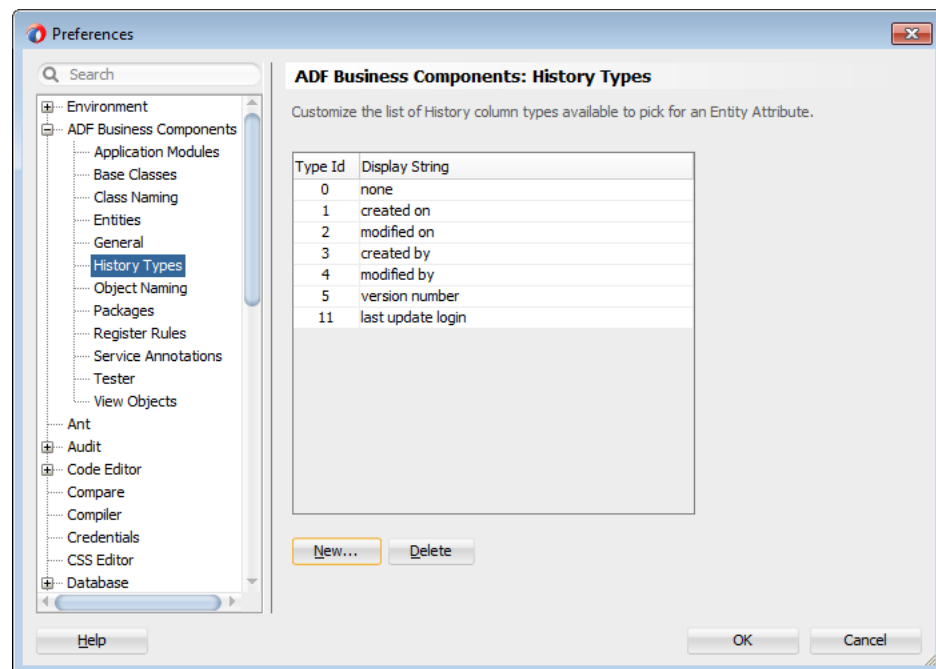 Preferences
Search
Environment
ADF Business Components
Application Modules
Base Classes
Class Naming
Entities
General
History Types
Object Naming
Packages
Register Rules
Service Annotations
Tester
View Objects
Ant
Audit
Code Editor
Compare
Compiler
Credentials
CSS Editor
Database
ADF Business Components: History Types
Customize the list of History column types available to pick for an Entity Attribute.
Type Id Display String
0 none
1 created on
2 modified on
3 created by
4 modified by
5 version number
11 last update login
New... Delete
Help OK Cancel